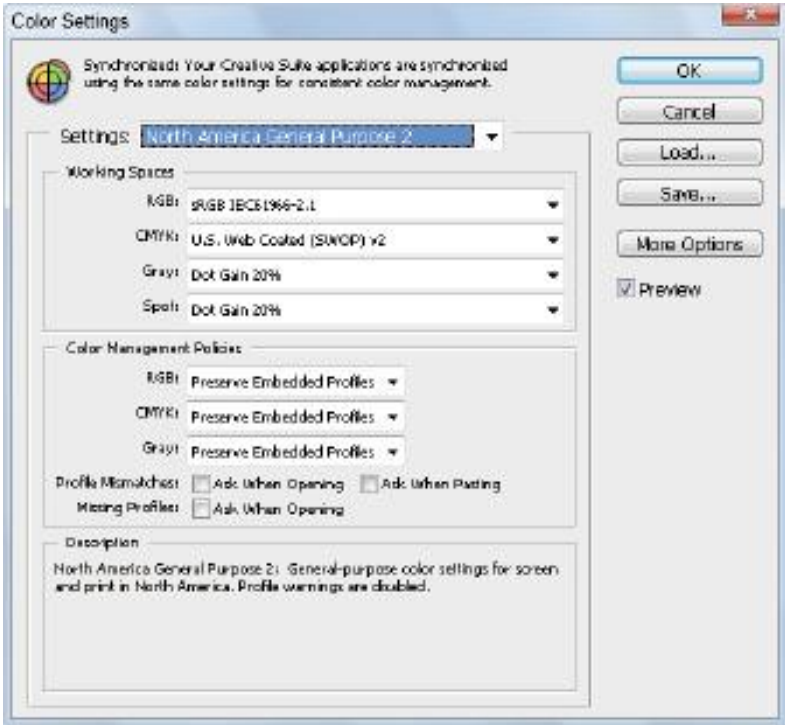 Color Settings
Synchronized: Your Creative Suite applications are synchronized
using the same color settings for consistent color management.
Settings: North America General Purpose 2
Working Spaces
RGB: sRGB IEC61966-2.1
CMYK: U.S. Web Coated (SWOP) v2
Gray: Dot Gain 20%
Spot: Dot Gain 20%
Color Management Policies
RGB: Preserve Embedded Profiles
CMYK: Preserve Embedded Profiles
Gray: Preserve Embedded Profiles
Profile Mismatches: Ask When Opening Ask When Pasting
Missing Profiles: Ask When Opening
Description
North America General Purpose 2: General-purpose color settings for screen
and print in North America. Profile warnings are disabled.
OK
Cancel
Load...
Save...
More Options
Preview